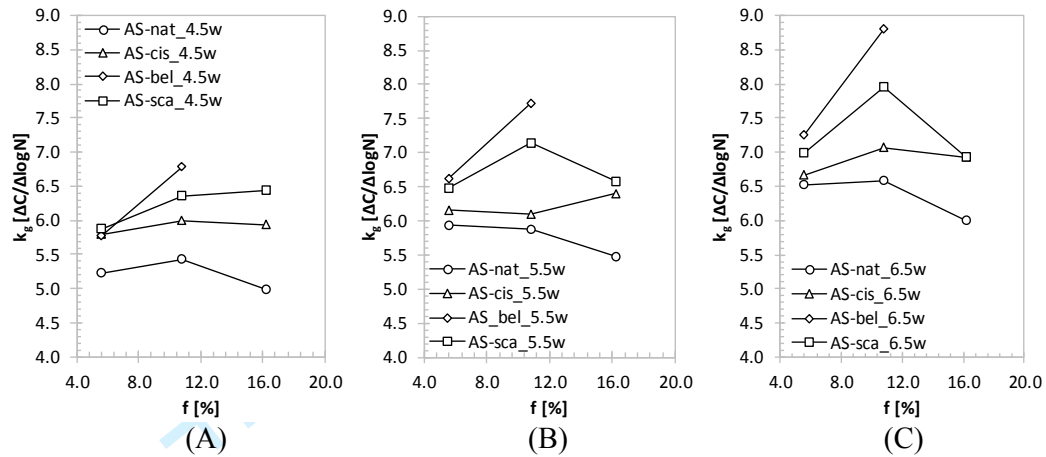 9.0
8.5
8.0
7.5
7.0
6.5
6.0
5.5
5.0
4.5
4.0
kg [ΔC/ΔlogN]
AS-nat_4.5w
AS-cis_4.5w
AS-bel_4.5w
AS-sca_4.5w
4.0 8.0 12.0 16.0 20.0
f [%]
(A)
9.0
8.5
8.0
7.5
7.0
6.5
6.0
5.5
5.0
4.5
4.0
kg [ΔC/ΔlogN]
AS-nat_5.5w
AS-cis_5.5w
AS_bel_5.5w
AS-sca_5.5w
4.0 8.0 12.0 16.0 20.0
f [%]
(B)
9.0
8.5
8.0
7.5
7.0
6.5
6.0
5.5
5.0
4.5
4.0
kg [ΔC/ΔlogN]
AS-nat_6.5w
AS-cis_6.5w
AS-bel_6.5w
AS-sca_6.5w
4.0 8.0 12.0 16.0 20.0
f [%]
(C)